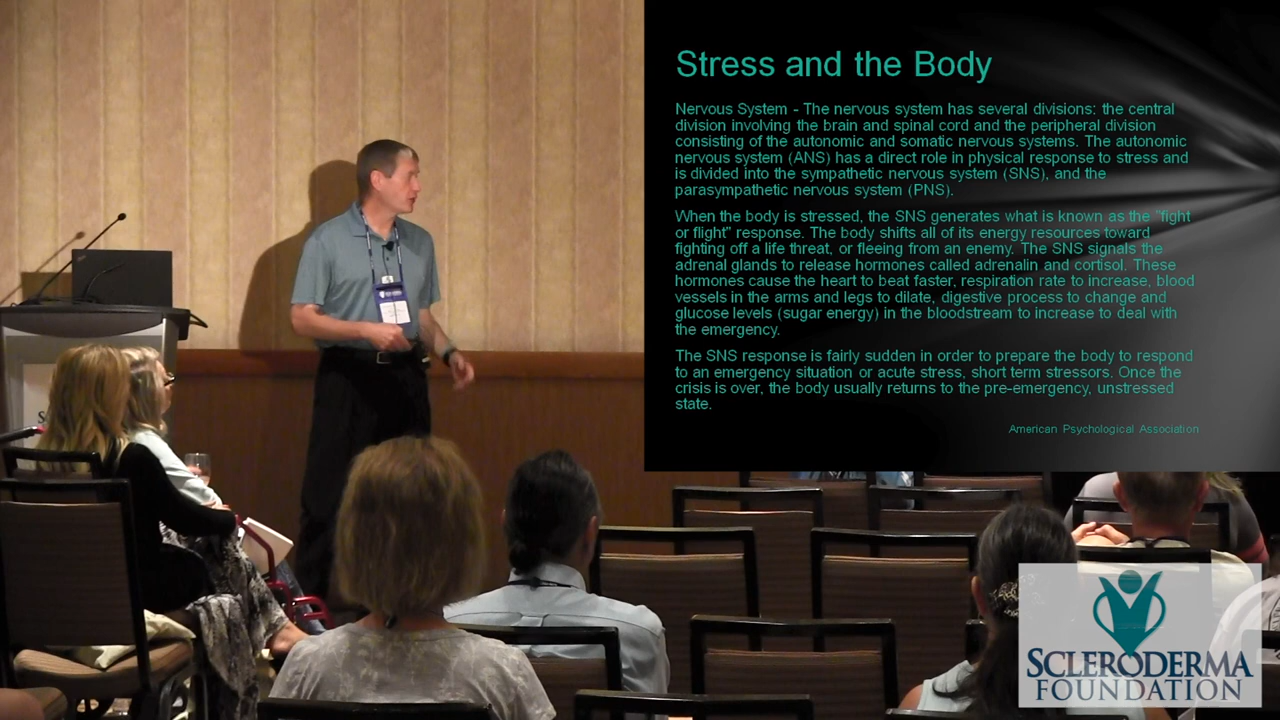 Stress and the Body
Nervous System - The nervous system has several divisions: the central
division involving the brain and spinal cord and the peripheral division
consisting of the autonomic and somatic nervous systems. The autonomic
nervous system (ANS) has a direct role in physical response to stress and
is divided into the sympathetic nervous system (SNS), and the
parasympathetic nervous system (PNS).
When the body is stressed, the SNS generates what is known as the "fight
or flight" response. The body shifts all of its energy resources toward
fighting off a life threat, or fleeing from an enemy. The SNS signals the
adrenal glands to release hormones called adrenalin and cortisol. These
hormones cause the heart to beat faster, respiration rate to increase, blood
vessels in the arms and legs to dilate, digestive process to change and
glucose levels (sugar energy) in the bloodstream to increase to deal with
the emergency.
The SNS response is fairly sudden in order to prepare the body to respond
to an emergency situation or acute stress, short term stressors. Once the
crisis is over, the body usually returns to the pre-emergency, unstressed
state.
American Psychological Association
SCLERODERMA
FOUNDATION